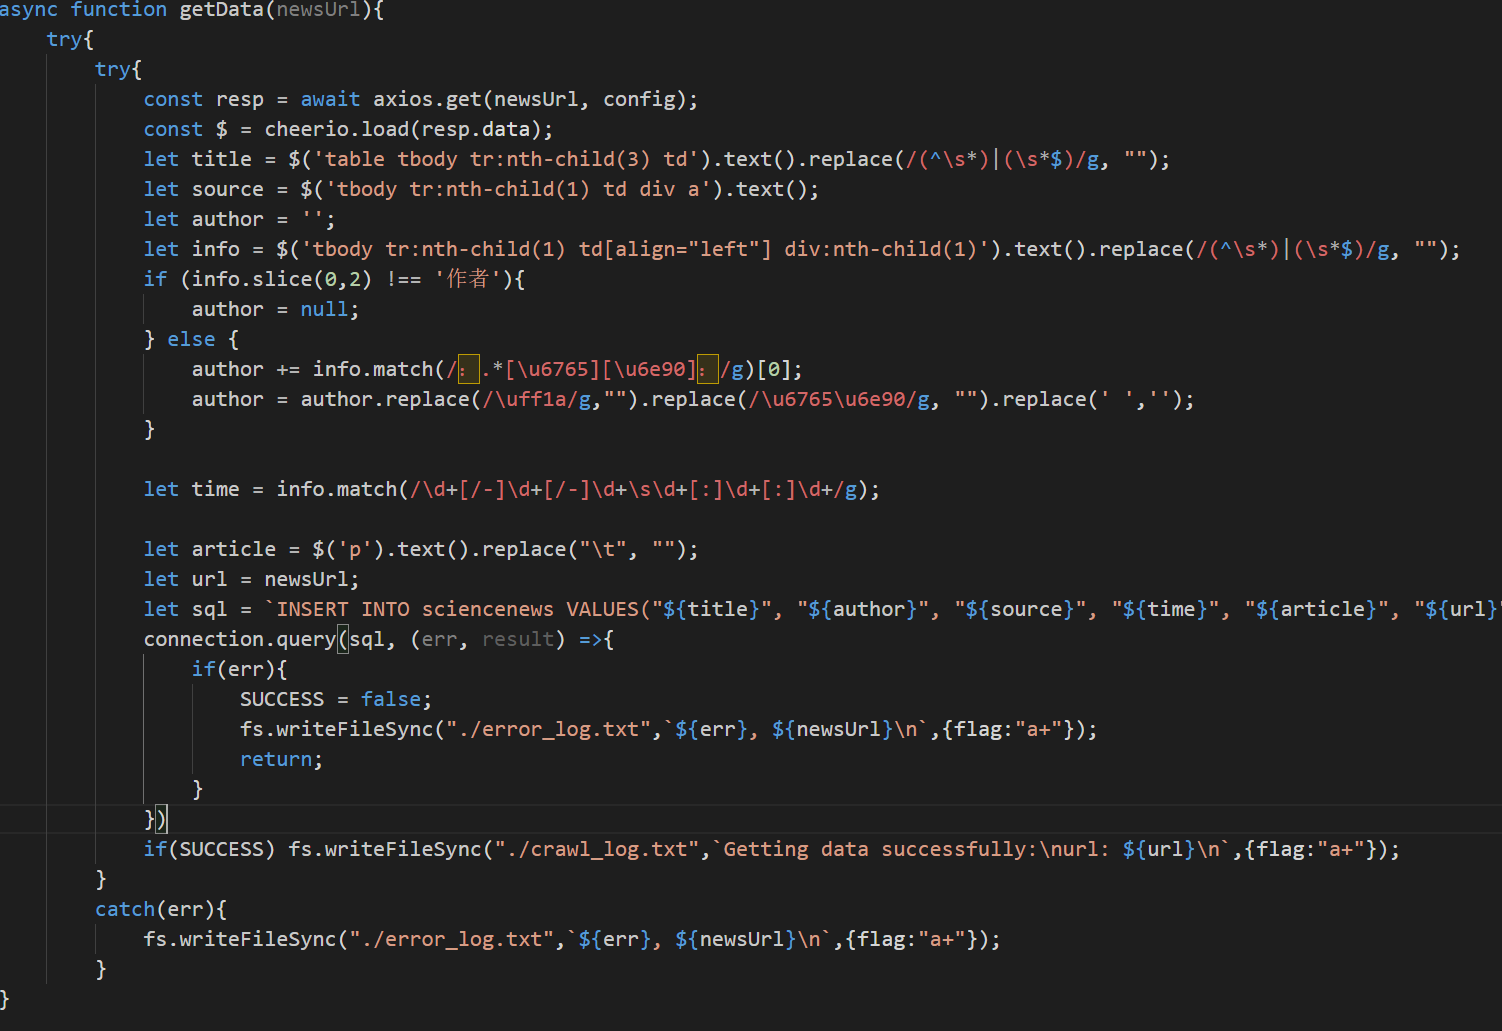 async function getData(newsUrl){
    try{
        try{
            const resp = await axios.get(newsUrl, config);
            const $ = cheerio.load(resp.data);
            let title = $('table tbody tr:nth-child(3) td').text().replace(/(^\s*)|(\s*$)/g, "");
            let source = $('tbody tr:nth-child(1) td div a').text();
            let author = '';
            let info = $('tbody tr:nth-child(1) td[align="left"] div:nth-child(1)').text().replace(/(^\s*)|(\s*$)/g, "");
            if (info.slice(0,2) !== '作者'){
                author = null;
            } else {
                author += info.match(/：.*[\u6765][\u6e90]：/g)[0];
                author = author.replace(/\uff1a/g,"").replace(/\u6765\u6e90/g, "").replace(' ','');
            }
            let time = info.match(/\d+[/-]\d+[/-]\d+\s\d+[:]\d+[:]\d+/g);
            let article = $('p').text().replace("\t", "");
            let url = newsUrl;
            let sql = `INSERT INTO sciencenews VALUES("${title}", "${author}", "${source}", "${time}", "${article}", "${url}"
            connection.query(sql, (err, result) =>{
                if(err){
                    SUCCESS = false;
                    fs.writeFileSync("./error_log.txt",`${err}, ${newsUrl}\n`,{flag:"a+"});
                    return;
                }
            })
            if(SUCCESS) fs.writeFileSync("./crawl_log.txt",`Getting data successfully:\nurl: ${url}\n`,{flag:"a+"});
        }
        catch(err){
            fs.writeFileSync("./error_log.txt",`${err}, ${newsUrl}\n`,{flag:"a+"});
        }
}